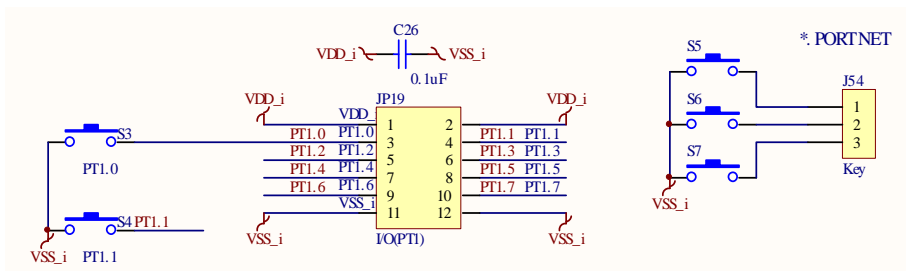 C26
VDD_i
VSS_i
0.1uF
*. PORTNET
S5
J54
S6
1
2
3
S7
Key
VSS_i
VDD_i
JP19
VDD_i
VDD_i
1
2
PT1.0 PT1.0
3
4
PT1.1 PT1.1
PT1.2 PT1.2
5
6
PT1.3 PT1.3
PT1.4 PT1.4
7
8
PT1.5 PT1.5
PT1.6 PT1.6
9
10
PT1.7 PT1.7
VSS_i
11
12
VSS_i
VSS_i
I/O(PT1)
S3
PT1.0
S4 PT1.1
VSS_i
PT1.1